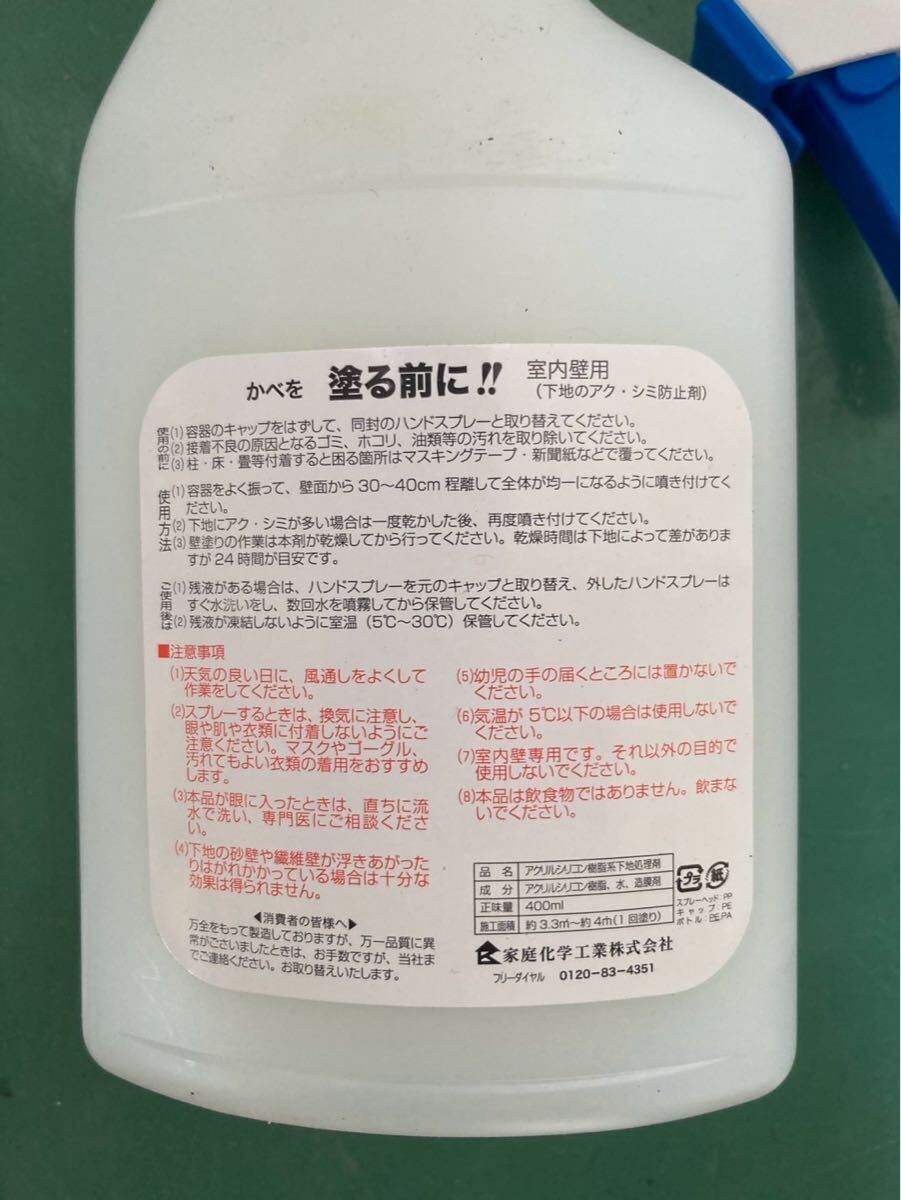 かべを 塗る前に!! 室内壁用
(下地のアク・シミ防止剤)
使用の前に
(1)容器のキャップをはずして、同封のハンドスプレーと取り替えてください。
(2)接着不良の原因となるゴミ、ホコリ、油類等の汚れを取り除いてください。
(3)柱・床・畳等付着すると困る箇所はマスキングテープ・新聞紙などで覆ってください。
使用方法
(1)容器をよく振って、壁面から30〜40cm程離して全体が均一になるように噴き付けてく
ださい。
(2)下地にアク・シミが多い場合は一度乾かした後、再度噴き付けてください。
(3)壁塗りの作業は本剤が乾燥してから行ってください。乾燥時間は下地によって差がありま
すが24時間が目安です。
ご使用後は
(1)残液がある場合は、ハンドスプレーを元のキャップと取り替え、外したハンドスプレーは
すぐ水洗いをし、数回水を噴霧してから保管してください。
(2)残液が凍結しないように室温(5℃〜30℃)保管してください。
■注意事項
(1)天気の良い日に、風通しをよくして
作業をしてください。
(2)スプレーするときは、換気に注意し、
眼や肌や衣類に付着しないようにご
注意ください。マスクやゴーグル、
汚れてもよい衣類の着用をおすすめ
します。
(3)本品が眼に入ったときは、直ちに流
水で洗い、専門医にご相談くださ
い。
(4)下地の砂壁や繊維壁が浮きあがった
りはがれかかっている場合は十分な
効果は得られません。
(5)幼児の手の届くところには置かないで
ください。
(6)気温が5℃以下の場合は使用しないで
ください。
(7)室内壁専用です。それ以外の目的で
使用しないでください。
(8)本品は飲食物ではありません。飲まな
いでください。
◀消費者の皆様へ▶
万全をもって製造しておりますが、万一品質に異
常がございましたときは、お手数ですが、当社ま
でご連絡ください。お取り替えいたします。
品名 アクリルシリコン樹脂系下地処理剤
成分 アクリルシリコン樹脂、水、造膜剤
正味量 400ml
施工面積 約3.3㎡〜約4㎡(1回塗り)
プラ 紙
スプレーヘッド:PP
キャップ:PE
ボトル:PE,PA
家庭化学工業株式会社
フリーダイヤル 0120-83-4351